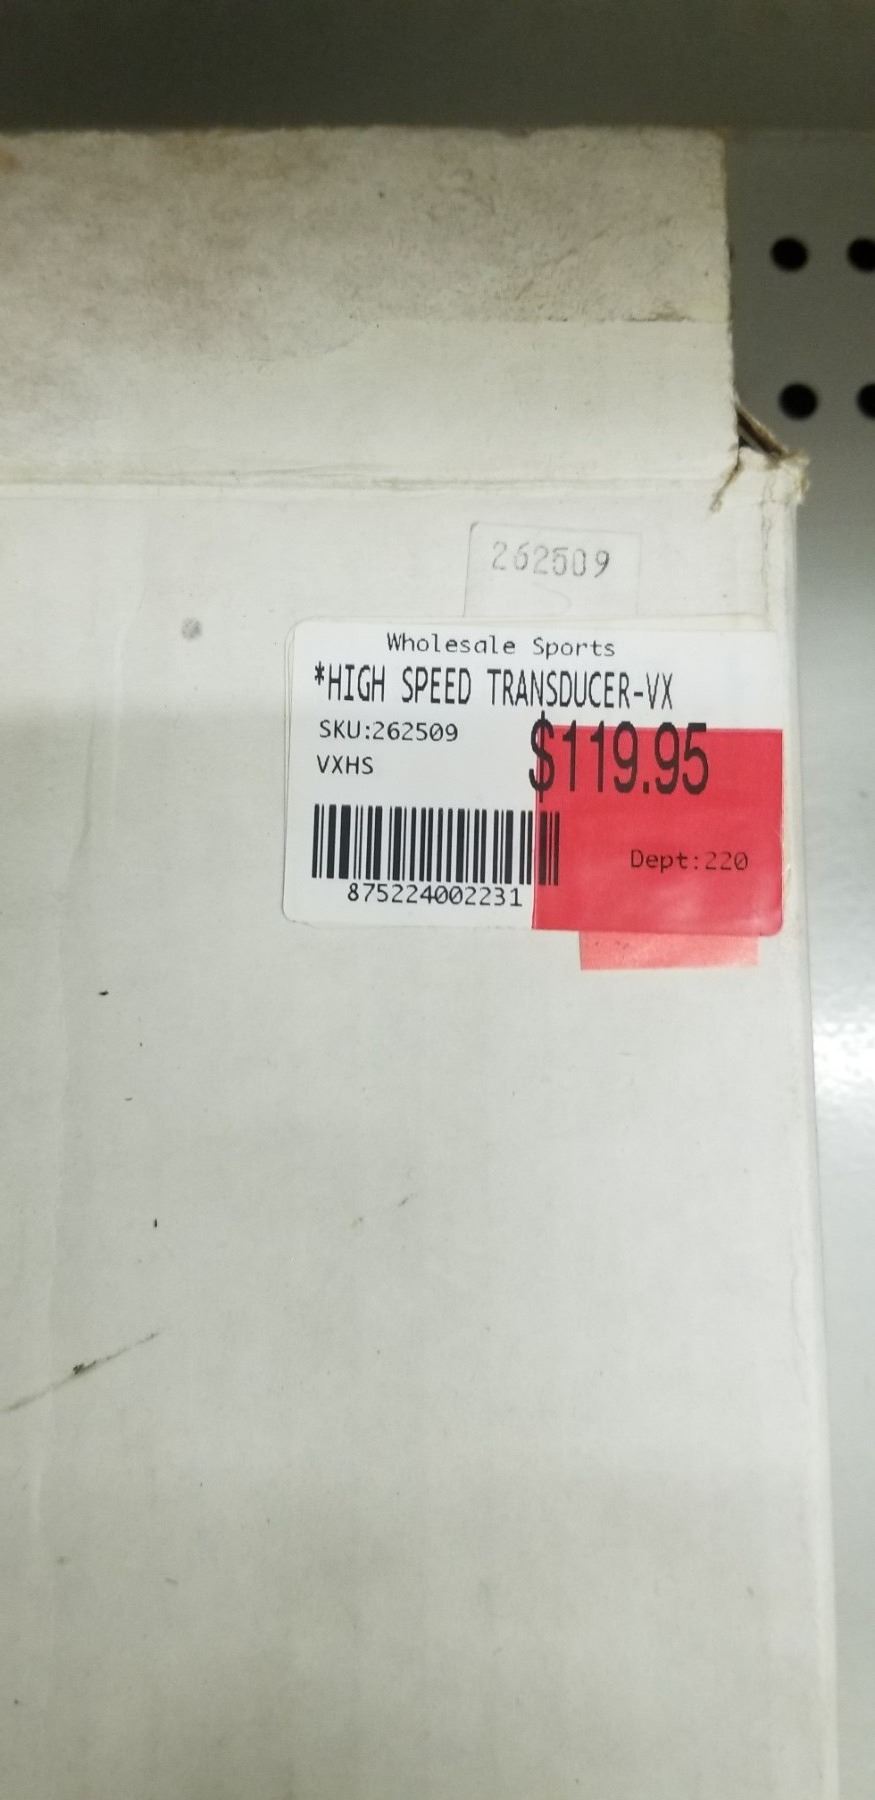 262509
Wholesale Sports
*HIGH SPEED TRANSDUCER-VX
SKU:262509
$119.95
VXHS
Dept:220
875224002231